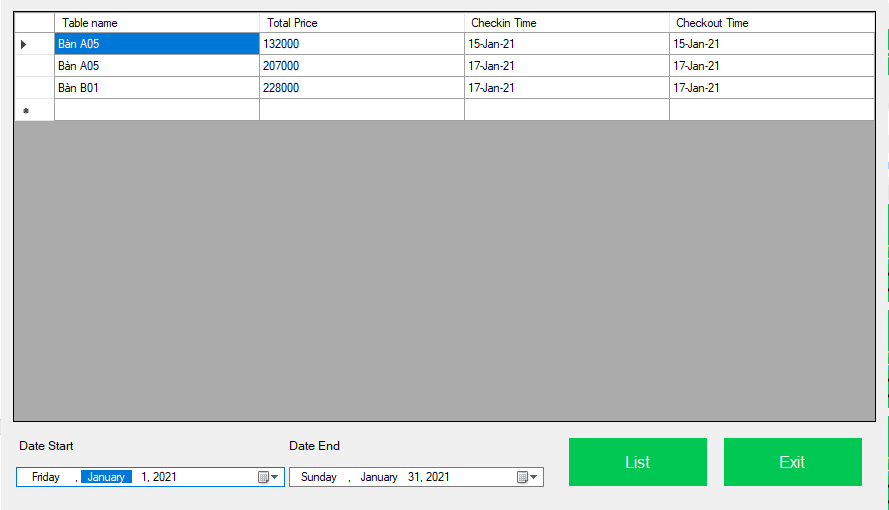 Table name Total Price Checkin Time Checkout Time
Bàn A05 132000 15-Jan-21 15-Jan-21
Bàn A05 207000 17-Jan-21 17-Jan-21
Bàn B01 228000 17-Jan-21 17-Jan-21
Date Start Date End
Friday , January 1, 2021 Sunday , January 31, 2021
List Exit